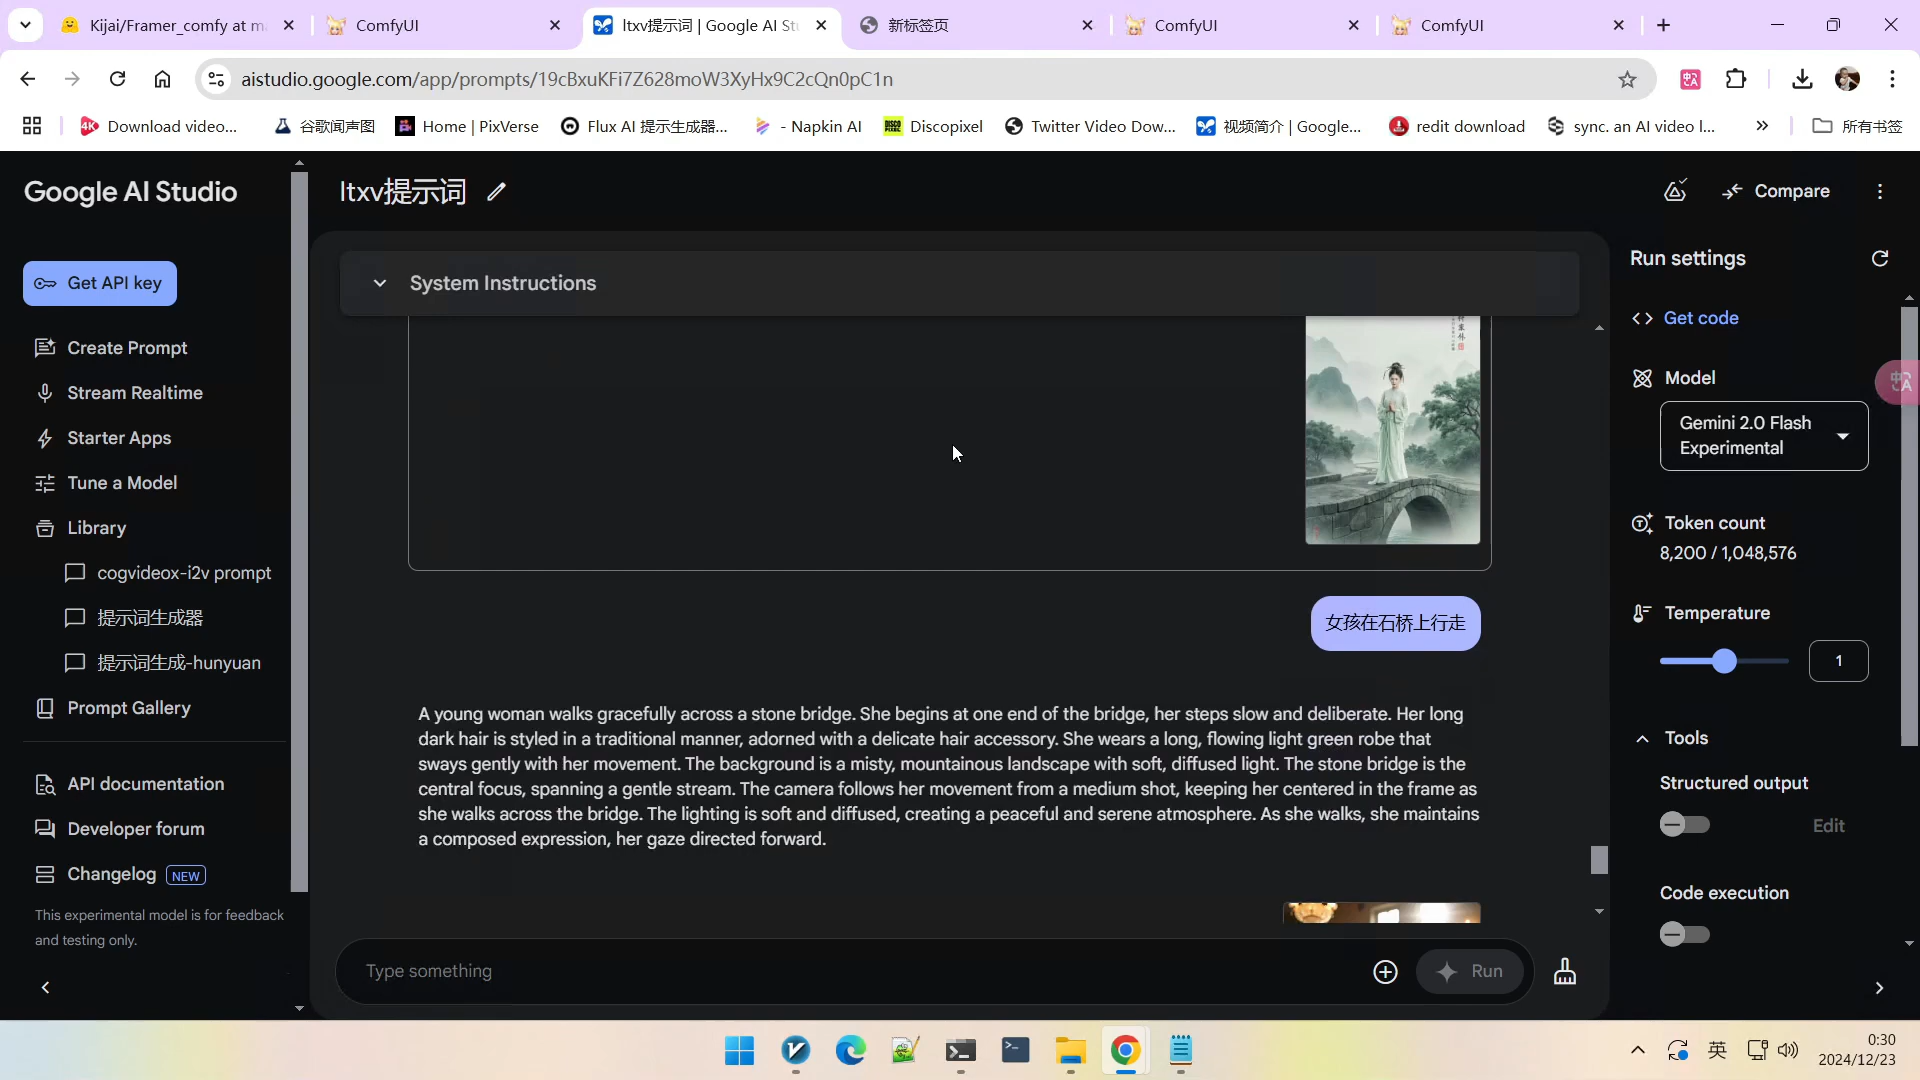 Kijai/Framer_comfy at m
ComfyUI
ltxv提示词 | Google AI Stu
新标签页
ComfyUI
ComfyUI
aistudio.google.com/app/prompts/19cBxuKFi7Z628moW3XyHx9C2cQn0pC1n
Download video...
谷歌闻声图
Home | PixVerse
Flux AI 提示生成器...
- Napkin AI
Discopixel
Twitter Video Dow...
视频简介 | Google...
redit download
sync. an AI video l...
»
所有书签
Google AI Studio
ltxv提示词
Compare
Get API key
System Instructions
Run settings
Get code
Create Prompt
Stream Realtime
Starter Apps
Tune a Model
Library
cogvideox-i2v prompt
提示词生成器
提示词生成-hunyuan
Prompt Gallery
API documentation
Developer forum
Changelog NEW
This experimental model is for feedback
and testing only.
女孩在石桥上行走
A young woman walks gracefully across a stone bridge. She begins at one end of the bridge, her steps slow and deliberate. Her long
dark hair is styled in a traditional manner, adorned with a delicate hair accessory. She wears a long, flowing light green robe that
sways gently with her movement. The background is a misty, mountainous landscape with soft, diffused light. The stone bridge is the
central focus, spanning a gentle stream. The camera follows her movement from a medium shot, keeping her centered in the frame as
she walks across the bridge. The lighting is soft and diffused, creating a peaceful and serene atmosphere. As she walks, she maintains
a composed expression, her gaze directed forward.
Type something
Run
Model
Gemini 2.0 Flash
Experimental
Token count
8,200 / 1,048,576
Temperature
1
Tools
Structured output
Edit
Code execution
英
0:30
2024/12/23